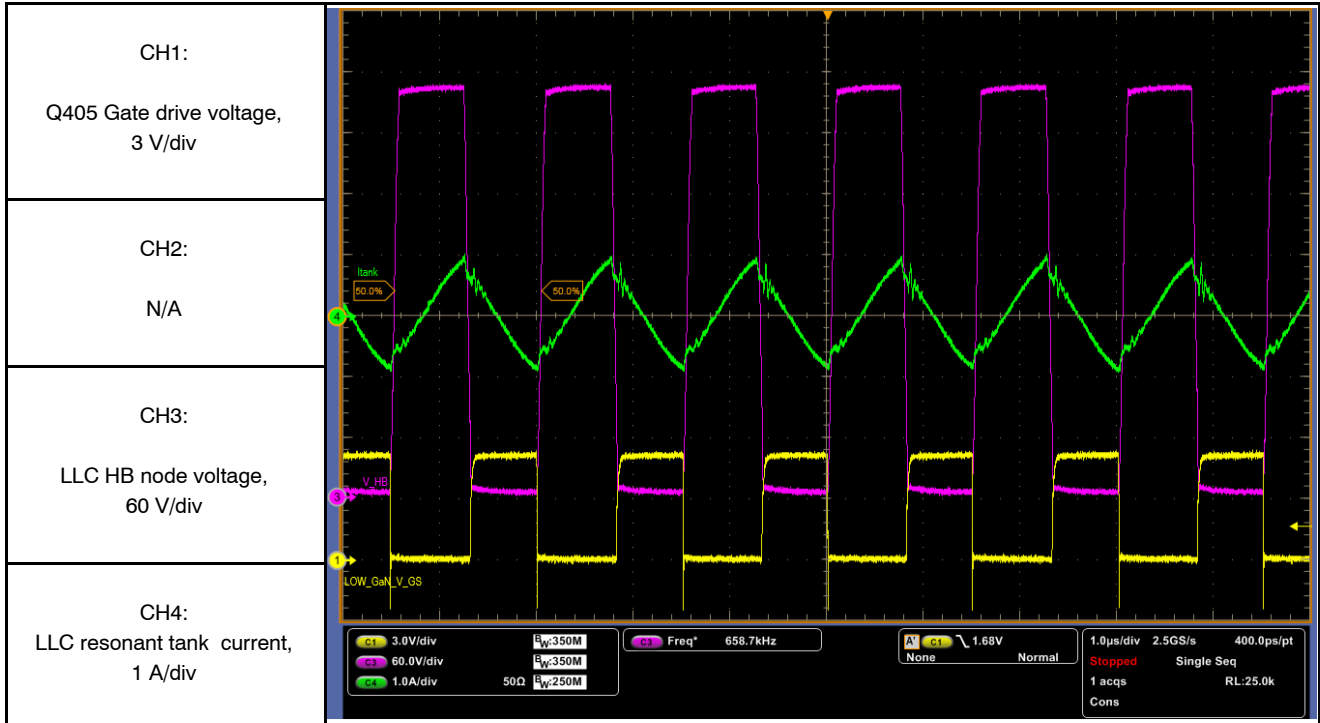 CH1:
Q405 Gate drive voltage,
3 V/div
CH2:
N/A
CH3:
LLC HB node voltage,
60 V/div
CH4:
LLC resonant tank current,
1 A/div
Itank
50.0%
50.0%
4
V_HB
3
1
LOW_GaN_V_GS
C1 3.0V/div BW:350M
C3 60.0V/div BW:350M
C4 1.0A/div 50Ω BW:250M
C3 Freq* 658.7kHz
A' C1 1.68V
None Normal
1.0µs/div 2.5GS/s 400.0ps/pt
Stopped Single Seq
1 acqs RL:25.0k
Cons